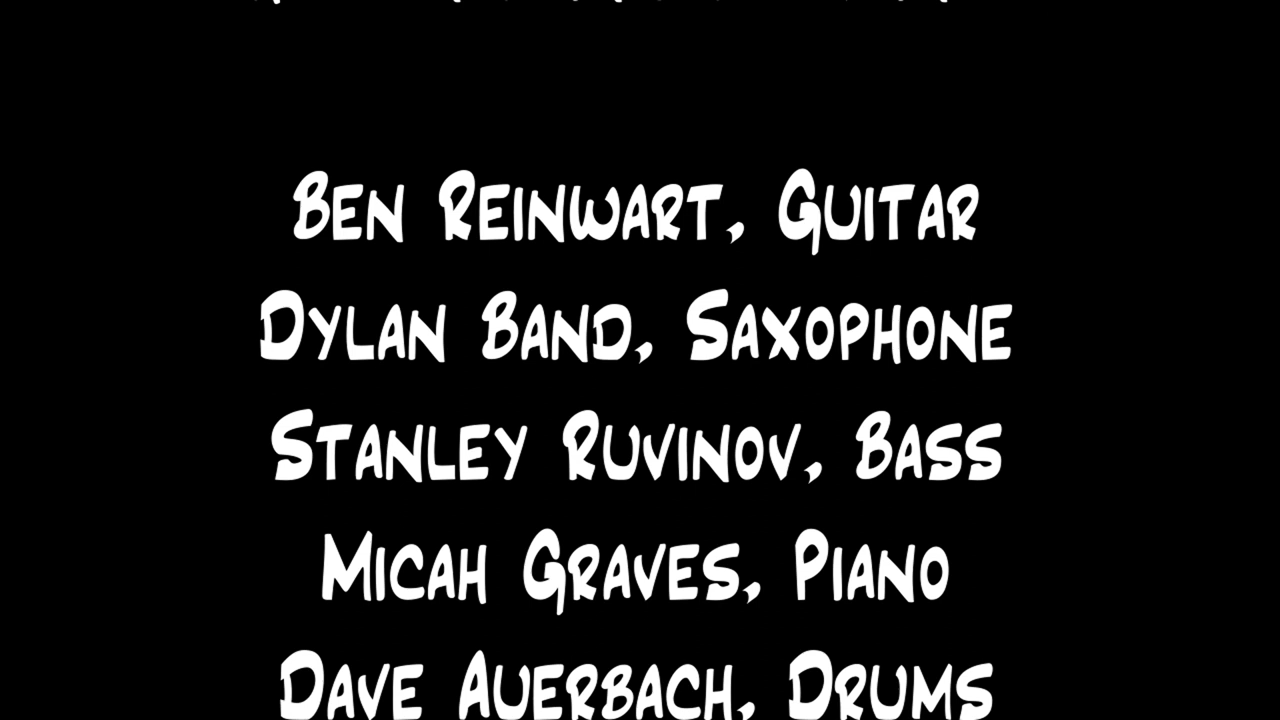 Ben Reinwart, Guitar
Dylan Band, Saxophone
Stanley Ruvinov, Bass
Micah Graves, Piano
Dave Auerbach, Drums